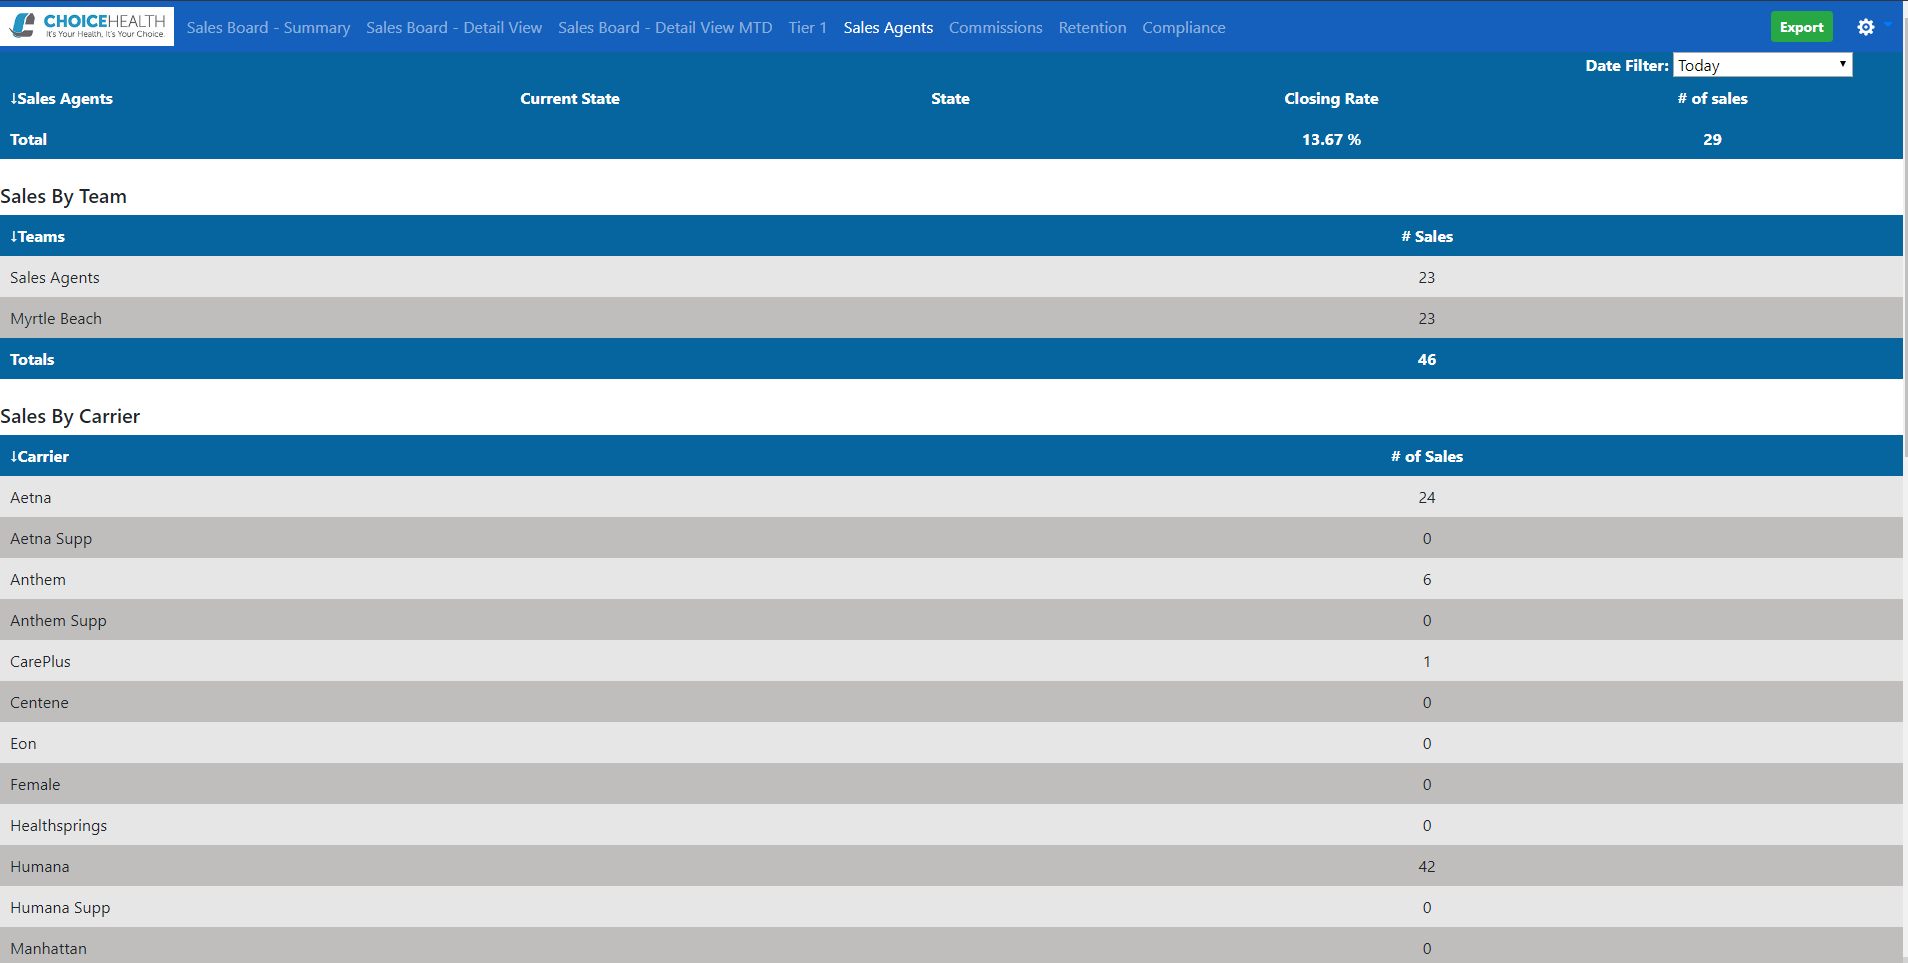 CHOICEHEALTH
It's Your Health, It's Your Choice.
Sales Board - Summary Sales Board - Detail View Sales Board - Detail View MTD Tier 1 Sales Agents Commissions Retention Compliance Export
Date Filter: Today
↓Sales Agents Current State State Closing Rate # of sales
Total 13.67 % 29
Sales By Team
↓Teams # Sales
Sales Agents 23
Myrtle Beach 23
Totals 46
Sales By Carrier
↓Carrier # of Sales
Aetna 24
Aetna Supp 0
Anthem 6
Anthem Supp 0
CarePlus 1
Centene 0
Eon 0
Female 0
Healthsprings 0
Humana 42
Humana Supp 0
Manhattan 0